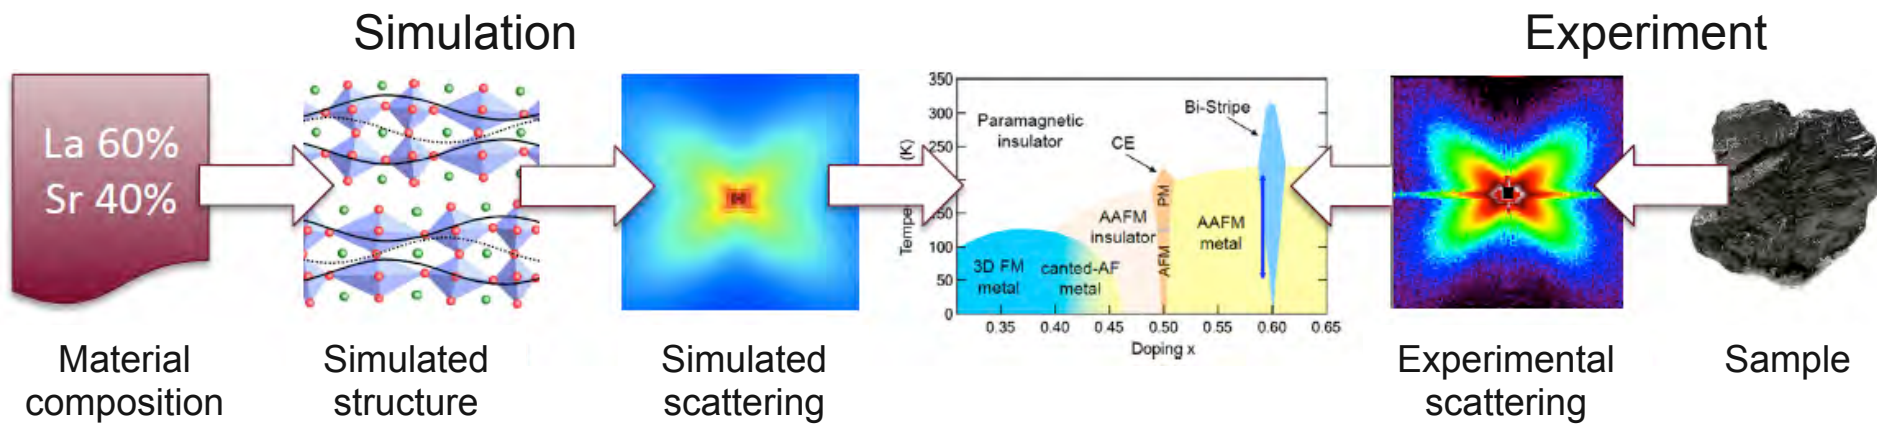 Simulation
Experiment
La 60%
Sr 40%
350
300
250
150
100
50
0
(K)
Paramagnetic
insulator
CE
Bi-Stripe
PM
AFM
AAFM
insulator
AAFM
metal
3D FM
metal
canted-AF
metal
0.35
0.40
0.45
0.50
0.55
0.60
0.65
Doping x
Material
composition
Simulated
structure
Simulated
scattering
Experimental
scattering
Sample